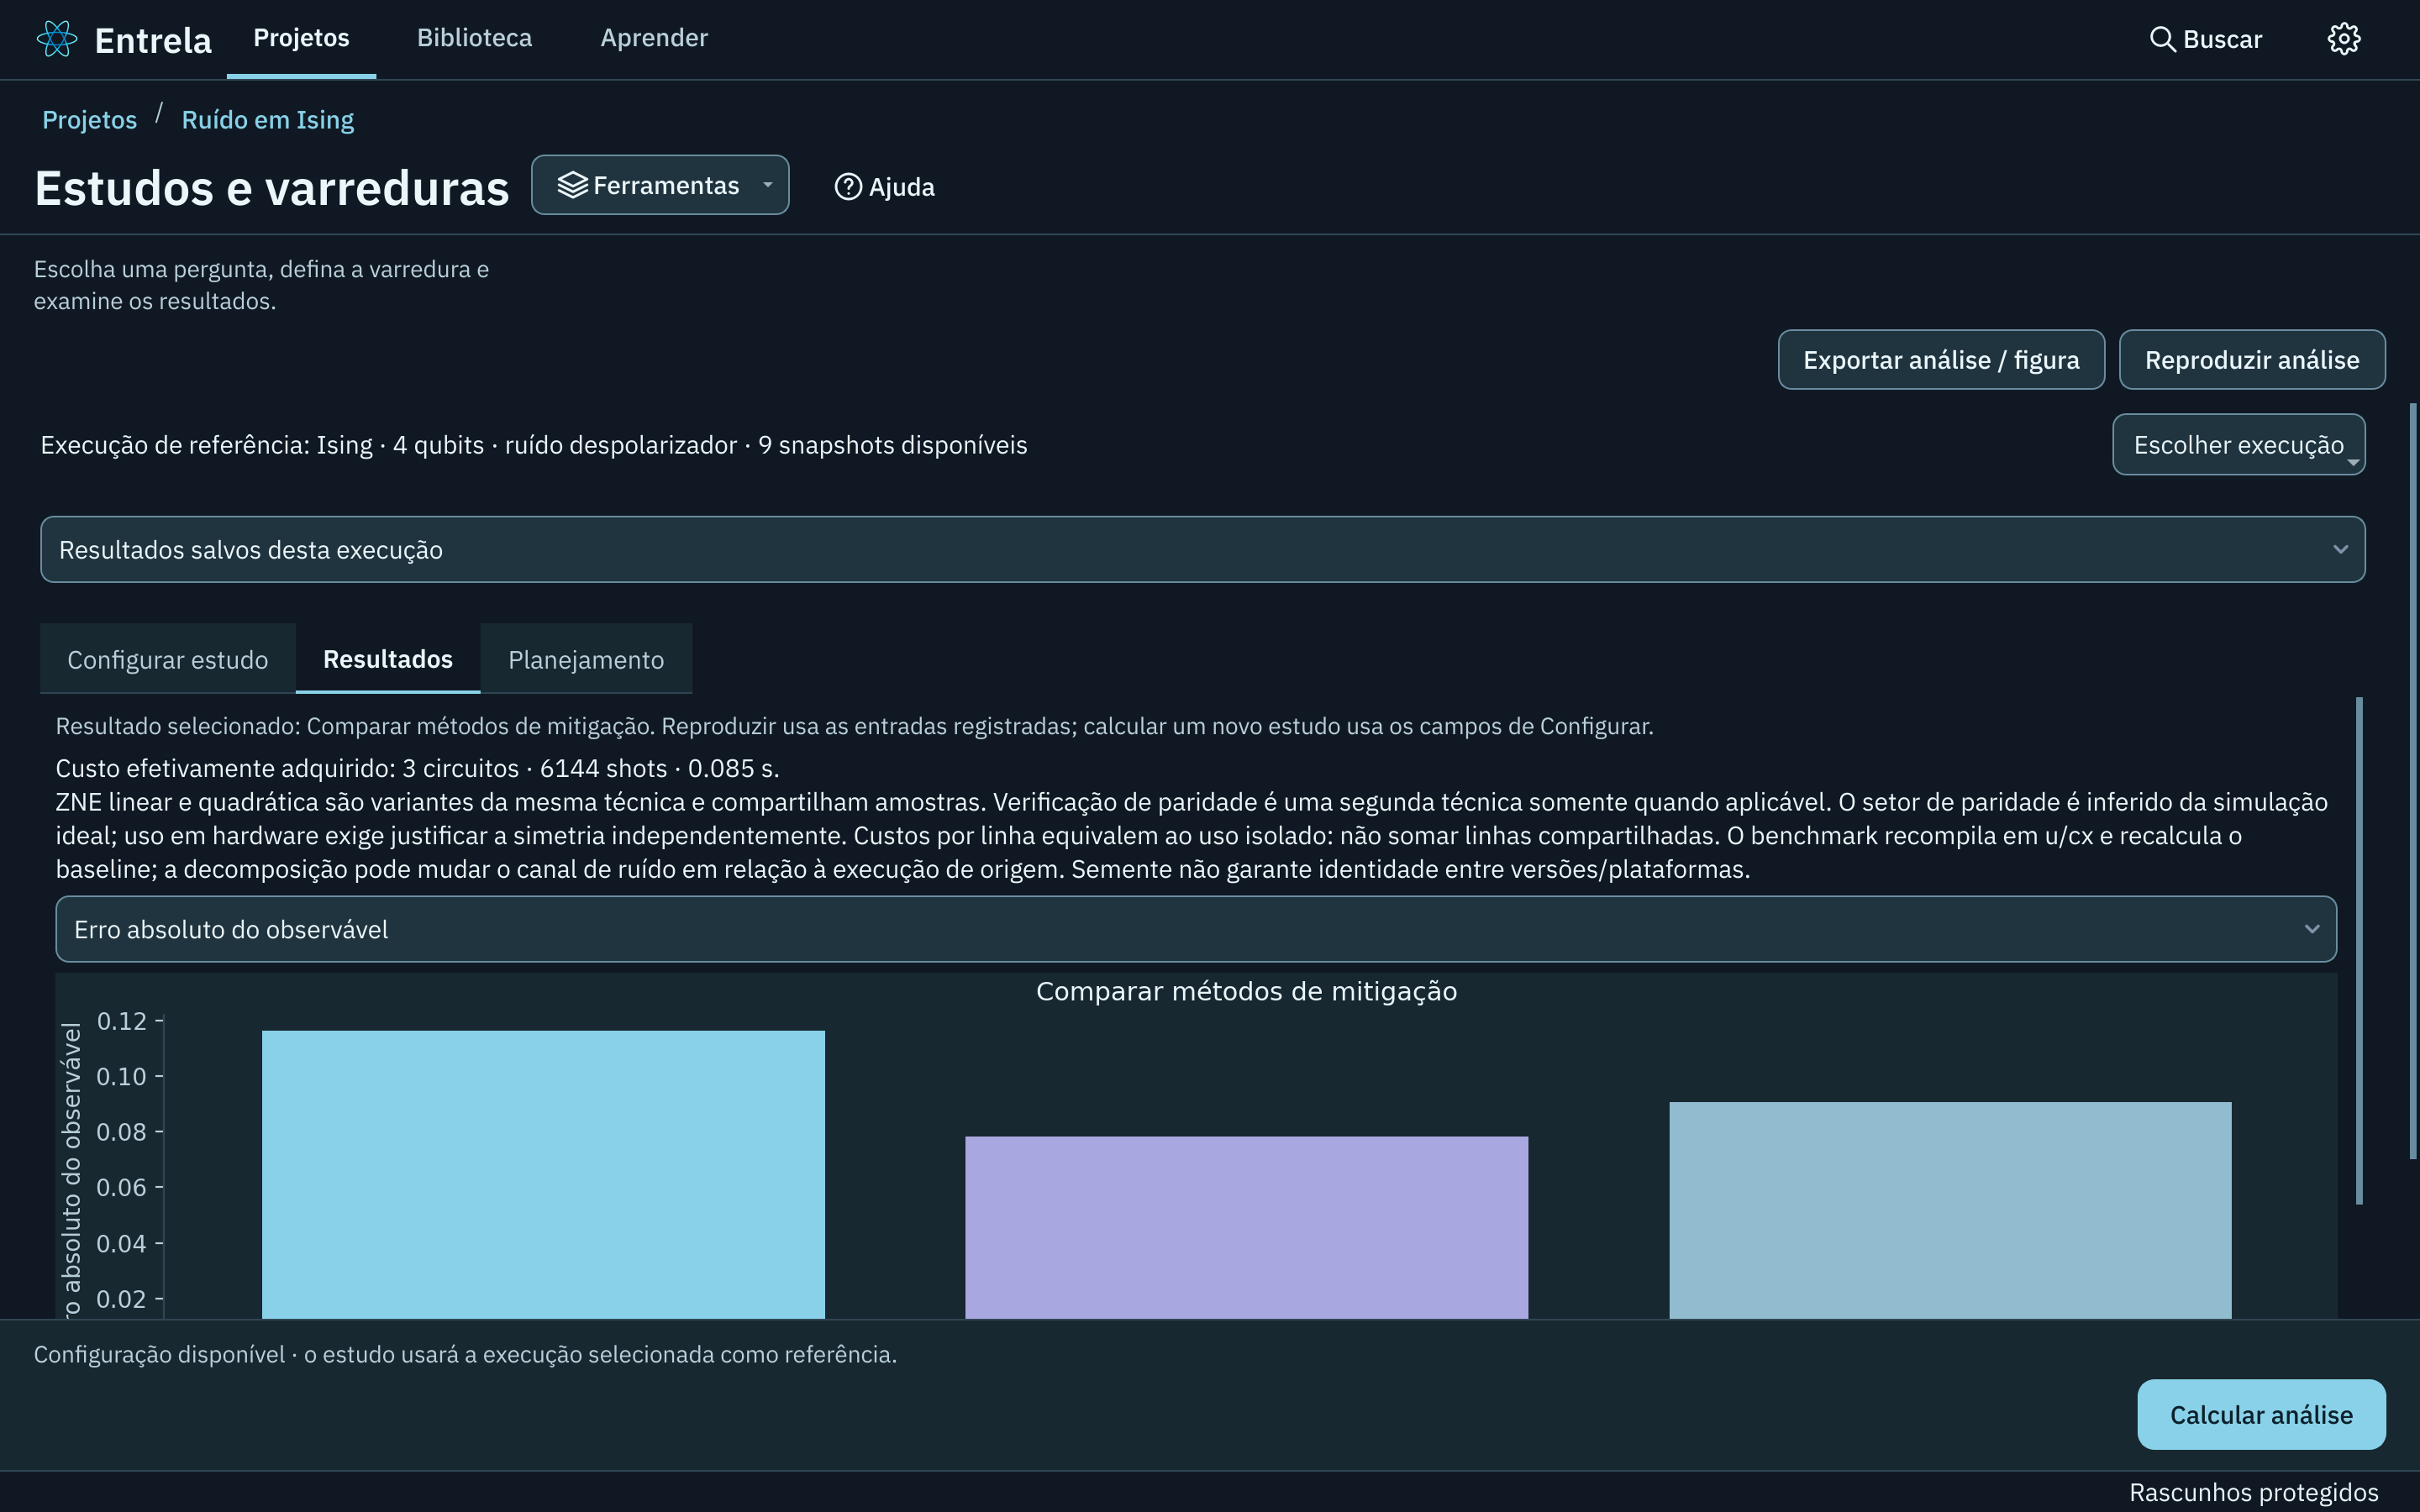 Entrela
Projetos
Biblioteca
Aprender
Buscar
Projetos / Ruído em Ising
Estudos e varreduras
Ferramentas
Ajuda
Escolha uma pergunta, defina a varredura e
examine os resultados.
Exportar análise / figura
Reproduzir análise
Execução de referência: Ising · 4 qubits · ruído despolarizador · 9 snapshots disponíveis
Escolher execução
Resultados salvos desta execução
Configurar estudo
Resultados
Planejamento
Resultado selecionado: Comparar métodos de mitigação. Reproduzir usa as entradas registradas; calcular um novo estudo usa os campos de Configurar.
Custo efetivamente adquirido: 3 circuitos · 6144 shots · 0.085 s.
ZNE linear e quadrática são variantes da mesma técnica e compartilham amostras. Verificação de paridade é uma segunda técnica somente quando aplicável. O setor de paridade é inferido da simulação
ideal; uso em hardware exige justificar a simetria independentemente. Custos por linha equivalem ao uso isolado: não somar linhas compartilhadas. O benchmark recompila em u/cx e recalcula o
baseline; a decomposição pode mudar o canal de ruído em relação à execução de origem. Semente não garante identidade entre versões/plataformas.
Erro absoluto do observável
Comparar métodos de mitigação
ro absoluto do observável
0.12
0.10
0.08
0.06
0.04
0.02
Configuração disponível · o estudo usará a execução selecionada como referência.
Calcular análise
Rascunhos protegidos